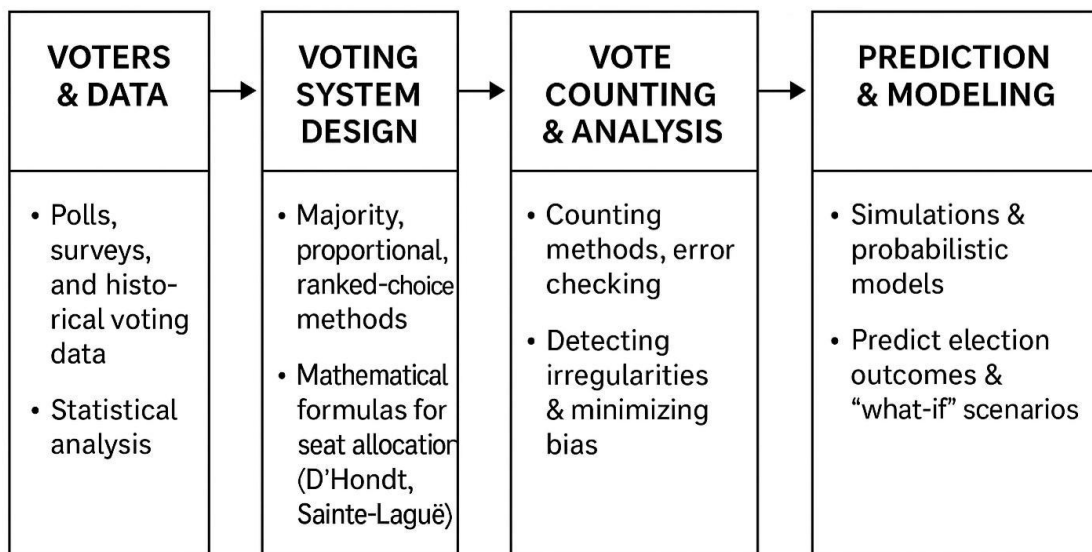 VOTERS
& DATA
• Polls,
surveys,
and histo-
rical voting
data
• Statistical
analysis
VOTING
SYSTEM
DESIGN
• Majority,
proportional,
ranked-choice
methods
• Mathematical
formulas for
seat allocation
(D'Hondt,
Sainte-Laguë)
VOTE
COUNTING
& ANALYSIS
• Counting
methods, error
checking
• Detecting
irregularities
& minimizing
bias
PREDICTION
& MODELING
• Simulations &
probabilistic
models
• Predict election
outcomes &
“what-if” scenarios